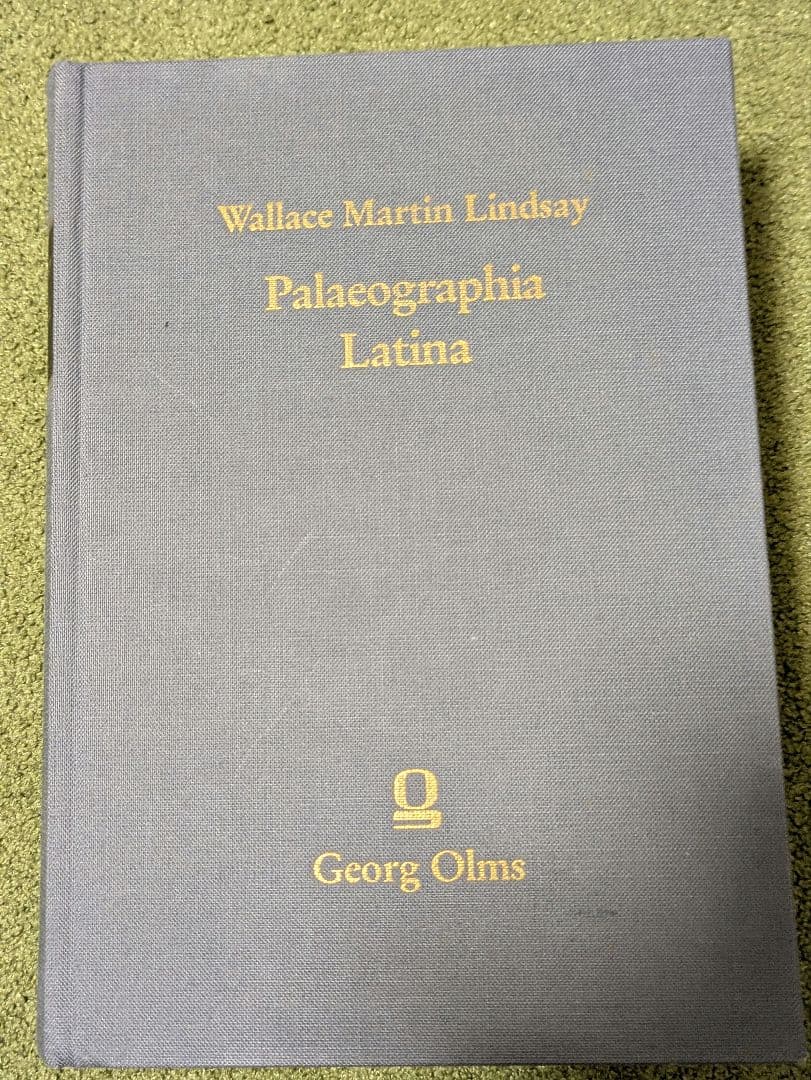 Wallace Martin Lindsay
Palaeographia
Latina
Georg Olms